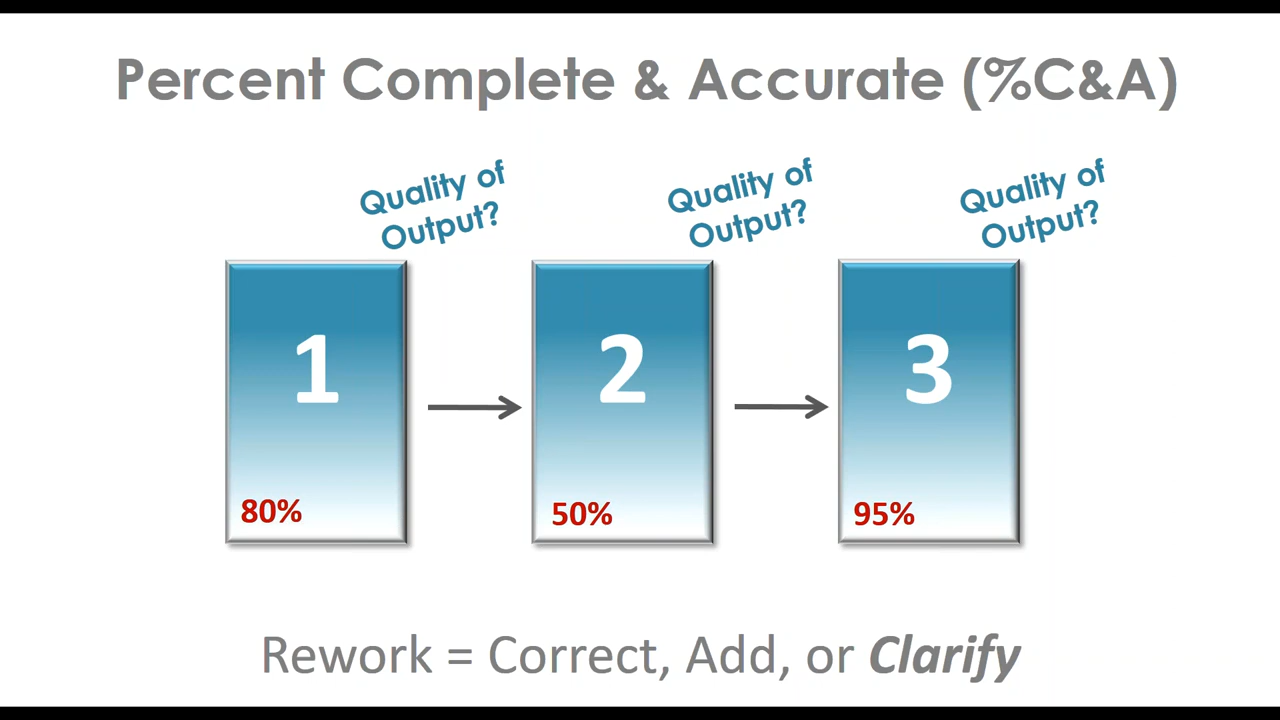 Percent Complete & Accurate (%C&A)
Quality of
Output?
Quality of
Output?
Quality of
Output?
1
2
3
80%
50%
95%
Rework = Correct, Add, or Clarify